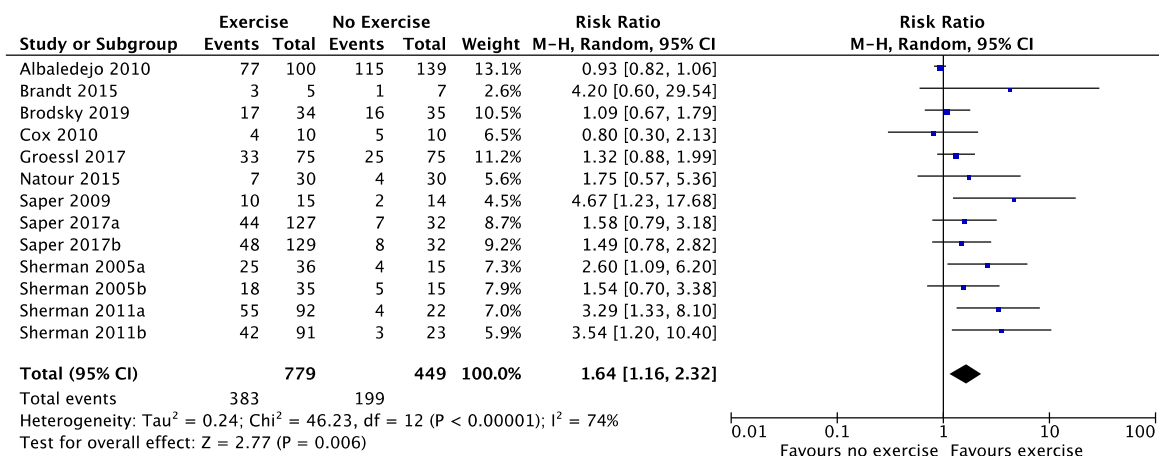 Exercise No Exercise Risk Ratio Risk Ratio
Study or Subgroup Events Total Events Total Weight M-H, Random, 95% CI M-H, Random, 95% CI
Albaledejo 2010 77 100 115 139 13.1% 0.93 [0.82, 1.06]
Brandt 2015 3 5 1 7 2.6% 4.20 [0.60, 29.54]
Brodsky 2019 17 34 16 35 10.5% 1.09 [0.67, 1.79]
Cox 2010 4 10 5 10 6.5% 0.80 [0.30, 2.13]
Groessl 2017 33 75 25 75 11.2% 1.32 [0.88, 1.99]
Natour 2015 7 30 4 30 5.6% 1.75 [0.57, 5.36]
Saper 2009 10 15 2 14 4.5% 4.67 [1.23, 17.68]
Saper 2017a 44 127 7 32 8.7% 1.58 [0.79, 3.18]
Saper 2017b 48 129 8 32 9.2% 1.49 [0.78, 2.82]
Sherman 2005a 25 36 4 15 7.3% 2.60 [1.09, 6.20]
Sherman 2005b 18 35 5 15 7.9% 1.54 [0.70, 3.38]
Sherman 2011a 55 92 4 22 7.0% 3.29 [1.33, 8.10]
Sherman 2011b 42 91 3 23 5.9% 3.54 [1.20, 10.40]
Total (95% CI) 779 449 100.0% 1.64 [1.16, 2.32]
Total events 383 199
Heterogeneity: Tau² = 0.24; Chi² = 46.23, df = 12 (P < 0.00001); I² = 74%
Test for overall effect: Z = 2.77 (P = 0.006)
0.01 0.1 1 10 100
Favours no exercise Favours exercise